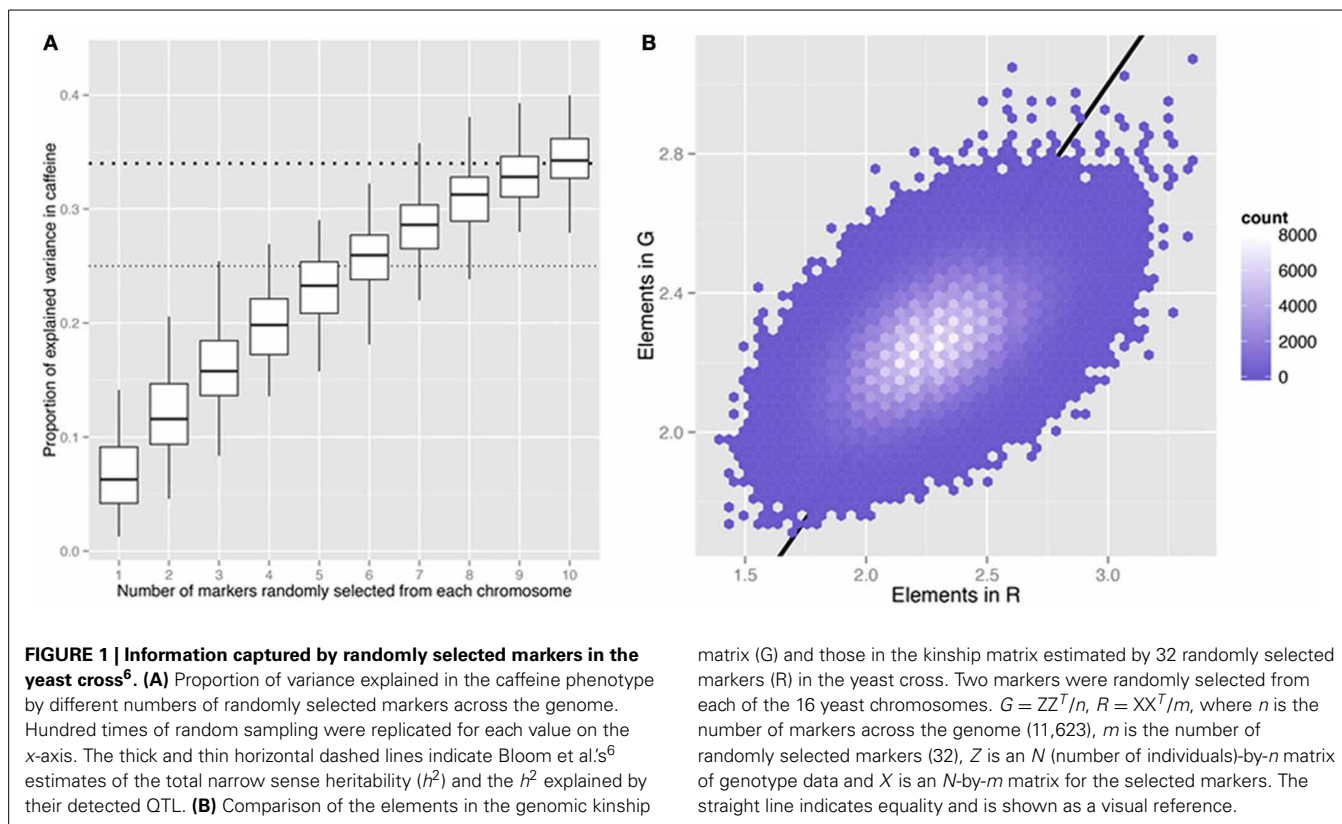 A
Proportion of explained variance in caffeine
0.4
0.3
0.2
0.1
0.0
1 2 3 4 5 6 7 8 9 10
Number of markers randomly selected from each chromosome
B
Elements in G
2.8
2.4
2.0
1.5 2.0 2.5 3.0
Elements in R
count
8000
6000
4000
2000
0
FIGURE 1 | Information captured by randomly selected markers in the
yeast cross⁶. (A) Proportion of variance explained in the caffeine phenotype
by different numbers of randomly selected markers across the genome.
Hundred times of random sampling were replicated for each value on the
x-axis. The thick and thin horizontal dashed lines indicate Bloom et al.'s⁶
estimates of the total narrow sense heritability (h²) and the h² explained by
their detected QTL. (B) Comparison of the elements in the genomic kinship
matrix (G) and those in the kinship matrix estimated by 32 randomly selected
markers (R) in the yeast cross. Two markers were randomly selected from
each of the 16 yeast chromosomes. G = ZZᵀ/n, R = XXᵀ/m, where n is the
number of markers across the genome (11,623), m is the number of
randomly selected markers (32), Z is an N (number of individuals)-by-n matrix
of genotype data and X is an N-by-m matrix for the selected markers. The
straight line indicates equality and is shown as a visual reference.